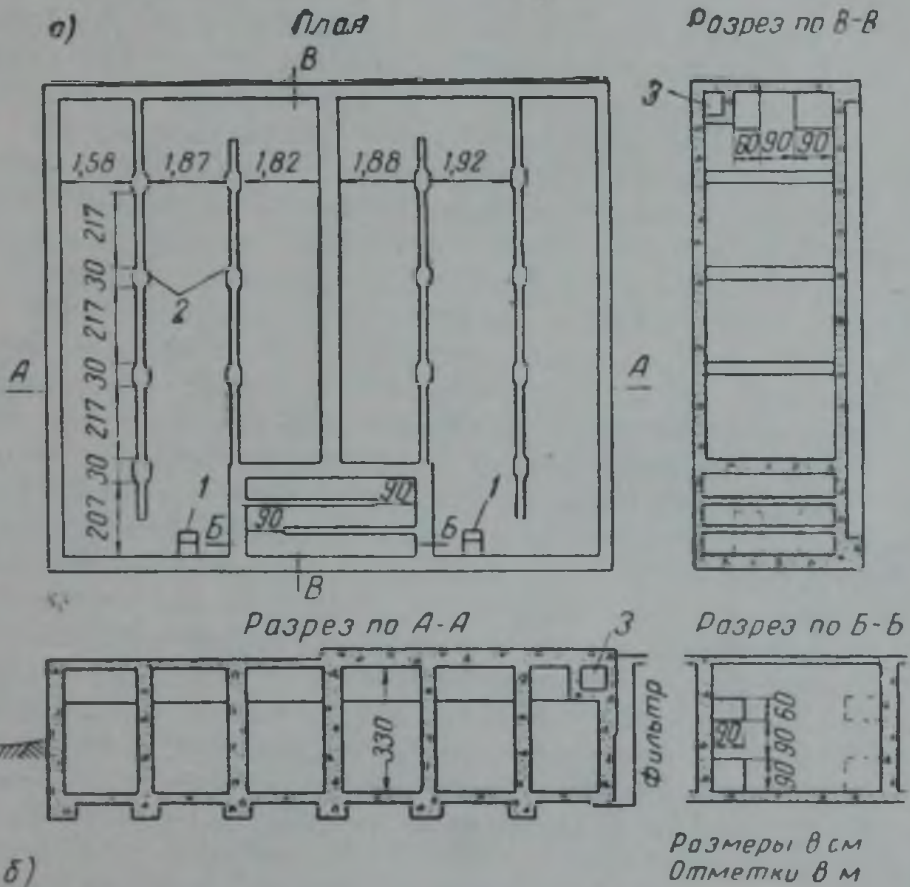 а)
План
Разрез по В-В
В
3
60 90 90
1,58 1,87 1,82 1,88 1,92
217
30
217
30
217
30
207
2
А
А
1
Б
90
90
Б
1
В
Разрез по А-А
3
Разрез по Б-Б
330
Фильтр
90
60
90
90
Размеры в см
Отметки в м
б)